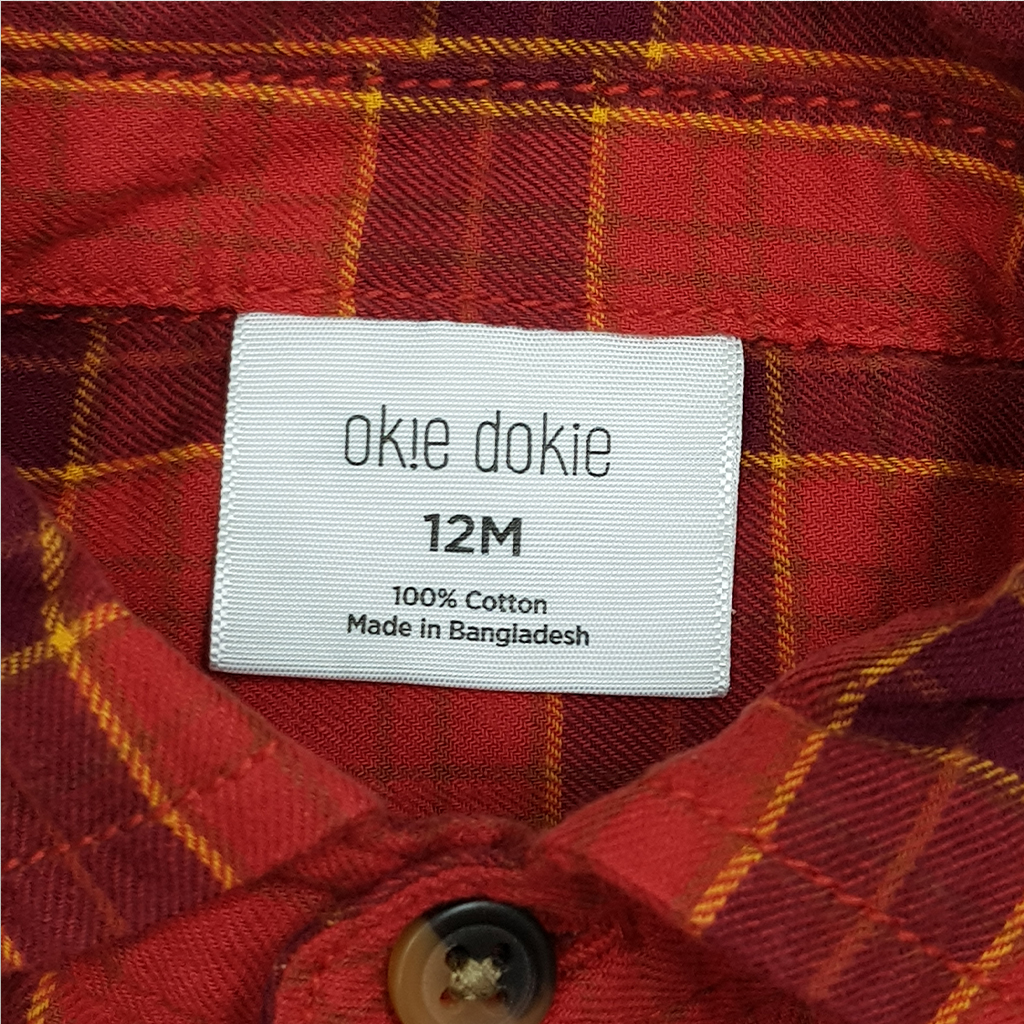 ok!e dokie
12M
100% Cotton
Made in Bangladesh